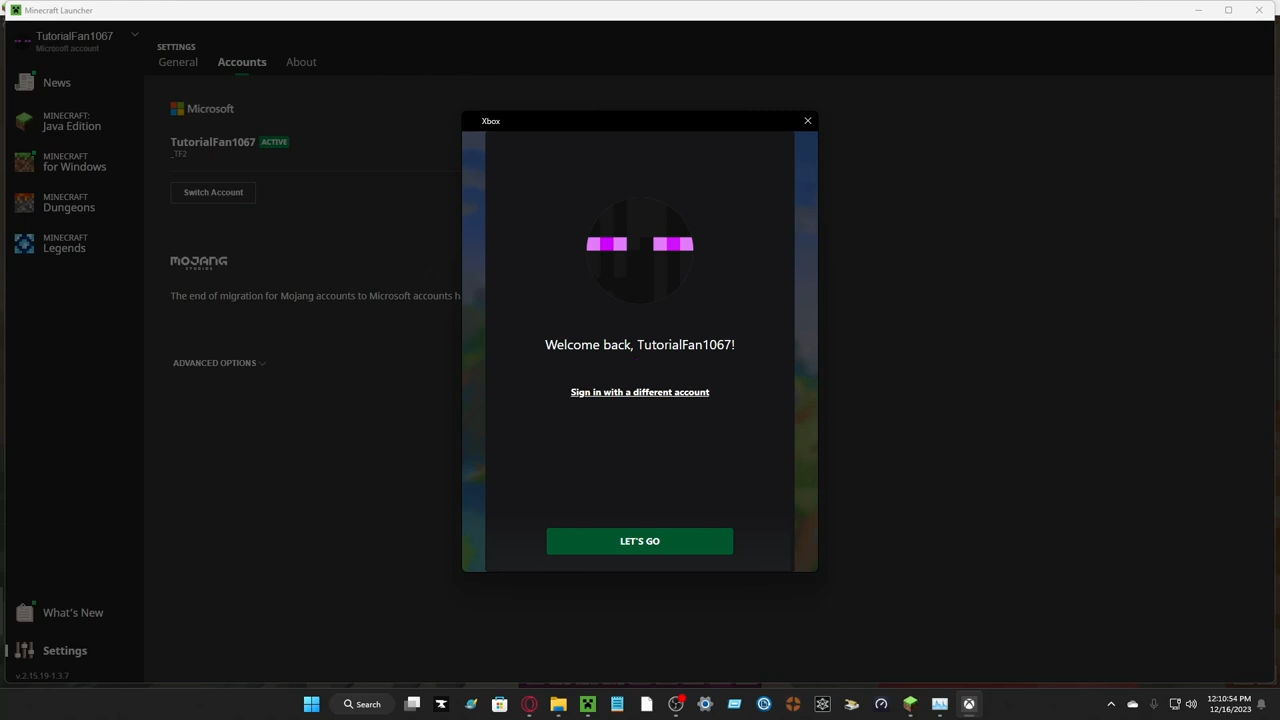 Minecraft Launcher
TutorialFan1067
Microsoft account
News
MINECRAFT:
Java Edition
MINECRAFT
for Windows
MINECRAFT
Dungeons
MINECRAFT
Legends
What's New
Settings
v.2.15.19-1.3.7
SETTINGS
General Accounts About
Microsoft
TutorialFan1067 ACTIVE
_TF2
Switch Account
MOJANG
STUDIOS
The end of migration for Mojang accounts to Microsoft accounts h
ADVANCED OPTIONS
Xbox
Welcome back, TutorialFan1067!
Sign in with a different account
LET'S GO
Search
12:10:54 PM
12/16/2023